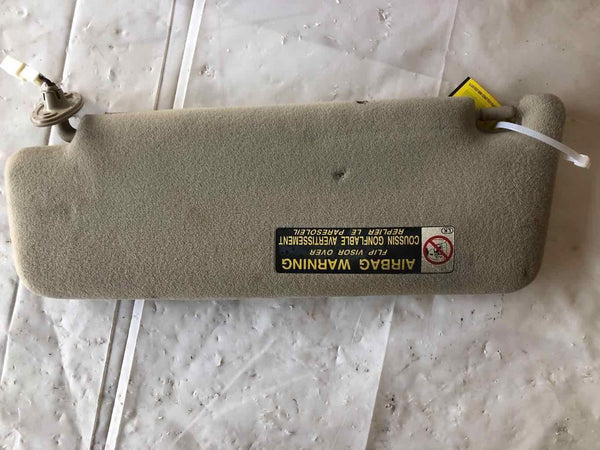 AIRBAG WARNING
FLIP VISOR OVER
COUSSIN GONFLABLE AVERTISSEMENT
REPLIER LE PARESOLEIL